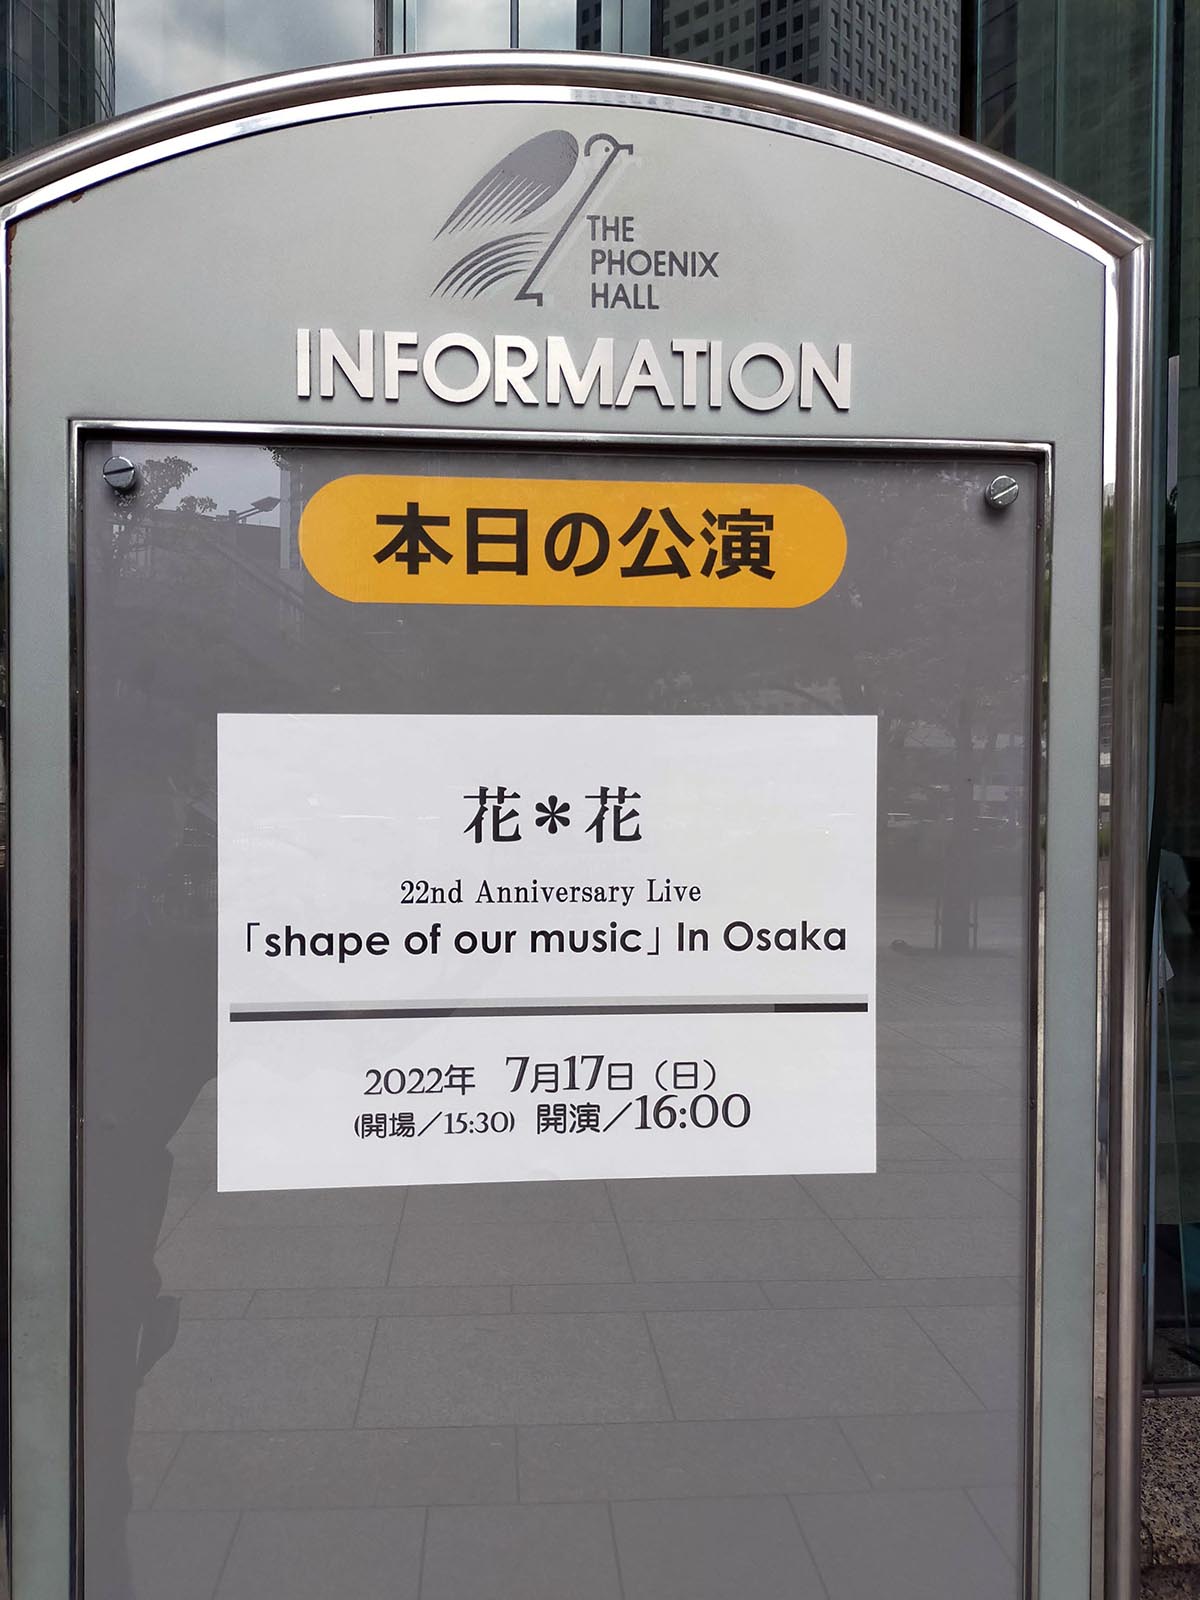 THE
PHOENIX
HALL
INFORMATION
本日の公演
花*花
22nd Anniversary Live
「shape of our music」In Osaka
2022年 7月17日（日）
(開場／15:30) 開演／16:00